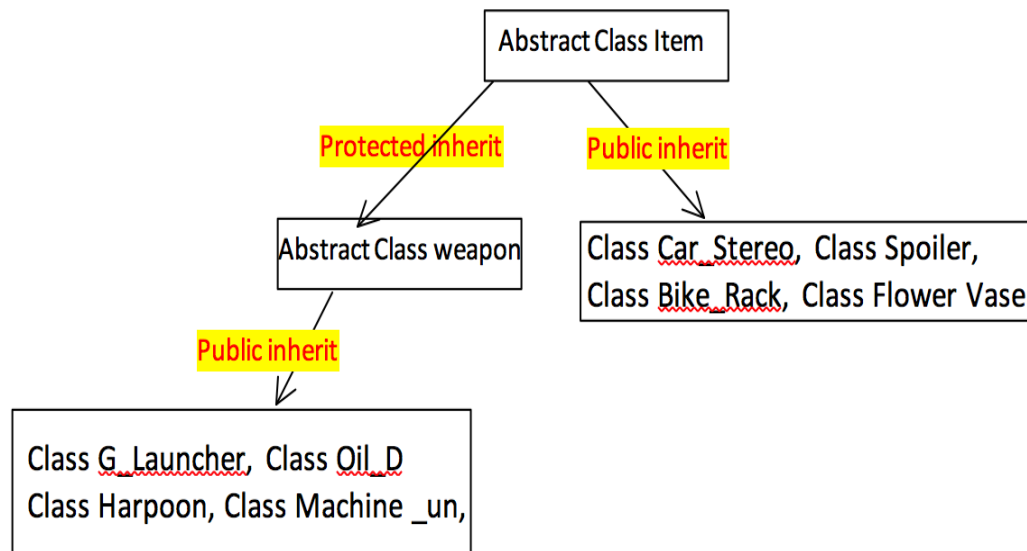 Abstract Class Item
Protected inherit
Public inherit
Abstract Class weapon
Class Car_Stereo, Class Spoiler,
Class Bike_Rack, Class Flower Vase
Public inherit
Class G_Launcher, Class Oil_D
Class Harpoon, Class Machine _un,